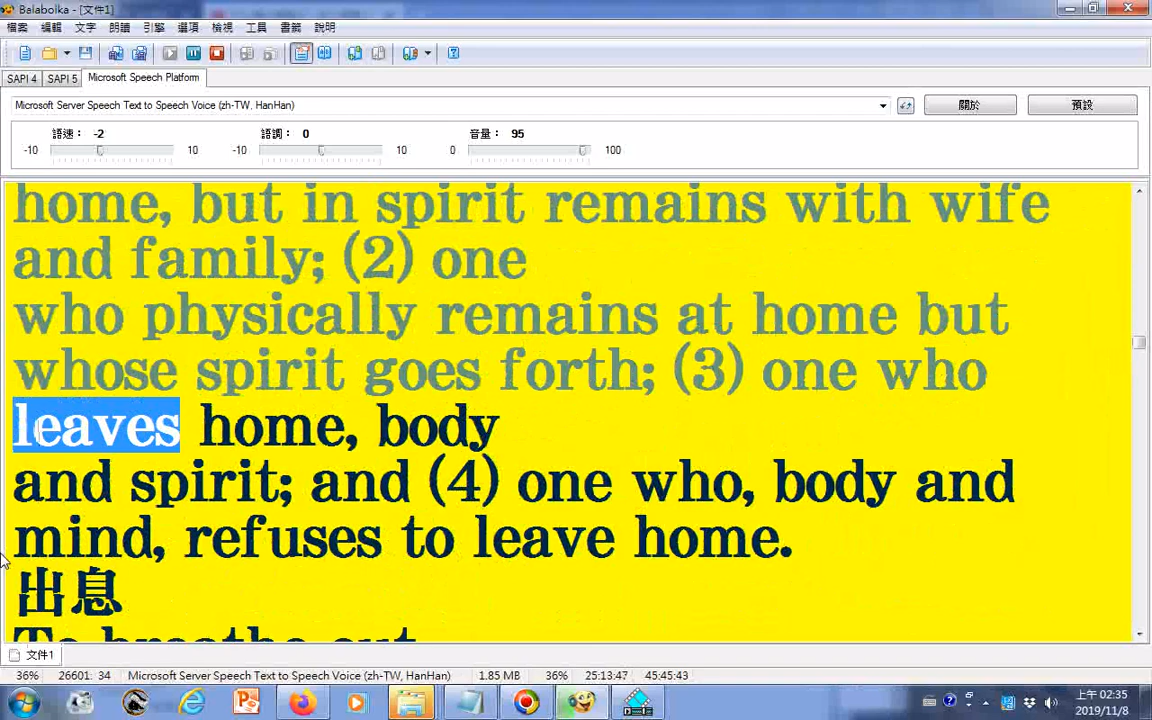 Balabolka - [文件1]
檔案 編輯 文字 朗讀 引擎 選項 檢視 工具 書籤 說明
SAPI 4 SAPI 5 Microsoft Speech Platform
Microsoft Server Speech Text to Speech Voice (zh-TW, HanHan) 關於 預設
語速： -2 語調： 0 音量： 95
-10 10 -10 10 0 100
home, but in spirit remains with wife
and family; (2) one
who physically remains at home but
whose spirit goes forth; (3) one who
leaves home, body
and spirit; and (4) one who, body and
mind, refuses to leave home.
出息
To breathe out
文件1
36% 26601: 34 Microsoft Server Speech Text to Speech Voice (zh-TW, HanHan) 1.85 MB 36% 25:13:47 45:45:43
上午 02:35
2019/11/8